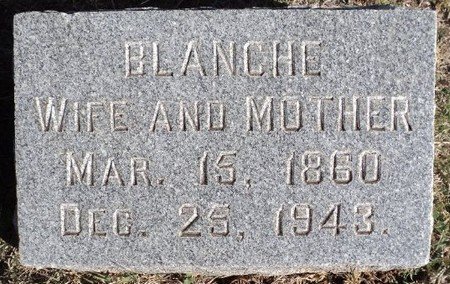 BLANCHE
WIFE AND MOTHER
MAR. 15, 1860
DEC. 25, 1943.